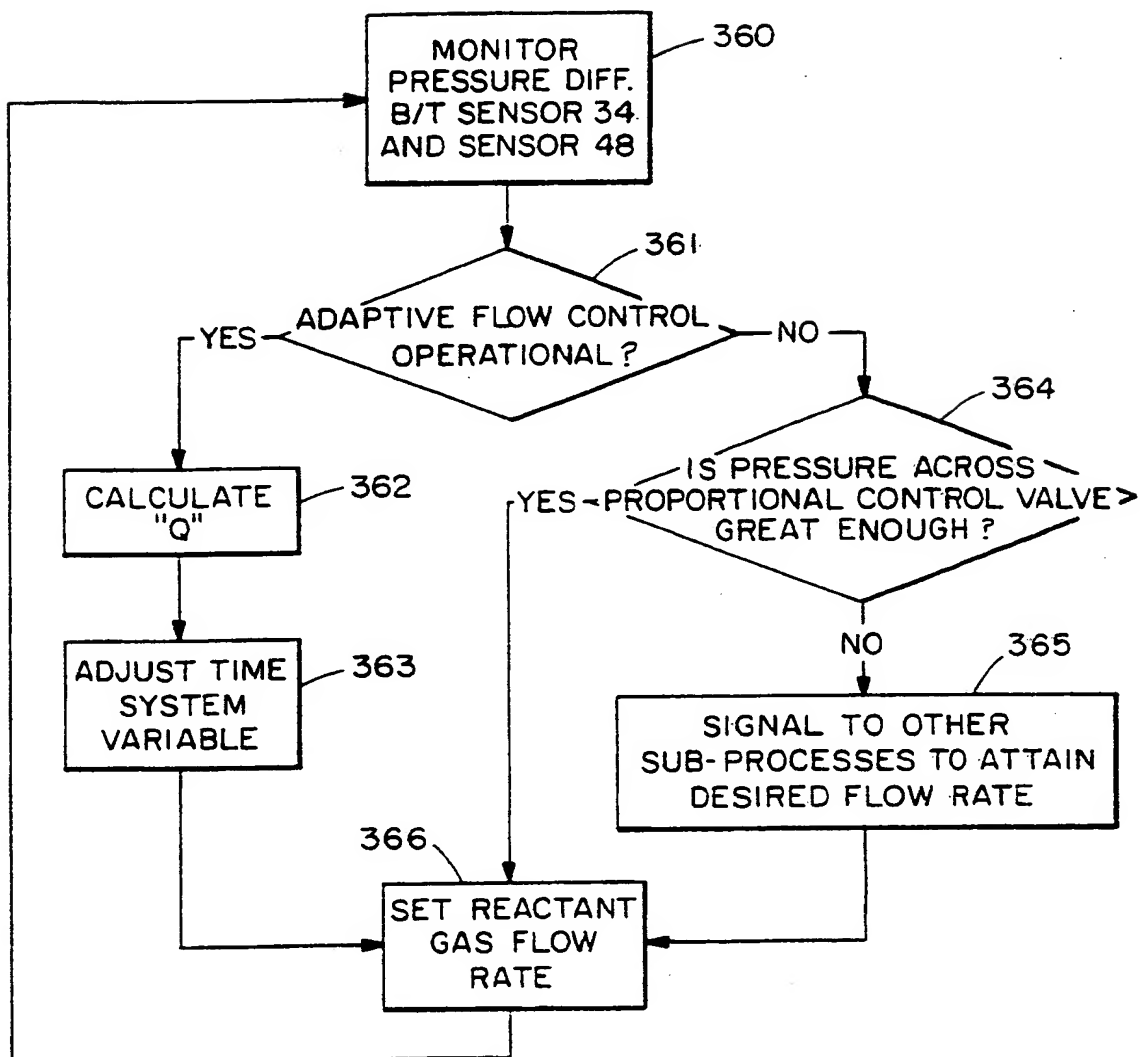 360
MONITOR
PRESSURE DIFF.
B/T SENSOR 34
AND SENSOR 48
361
ADAPTIVE FLOW CONTROL
OPERATIONAL?
YES
NO
364
IS PRESSURE ACROSS
PROPORTIONAL CONTROL VALVE
GREAT ENOUGH?
YES
NO
362
CALCULATE
"Q"
363
ADJUST TIME
SYSTEM
VARIABLE
365
SIGNAL TO OTHER
SUB-PROCESSES TO ATTAIN
DESIRED FLOW RATE
366
SET REACTANT
GAS FLOW
RATE